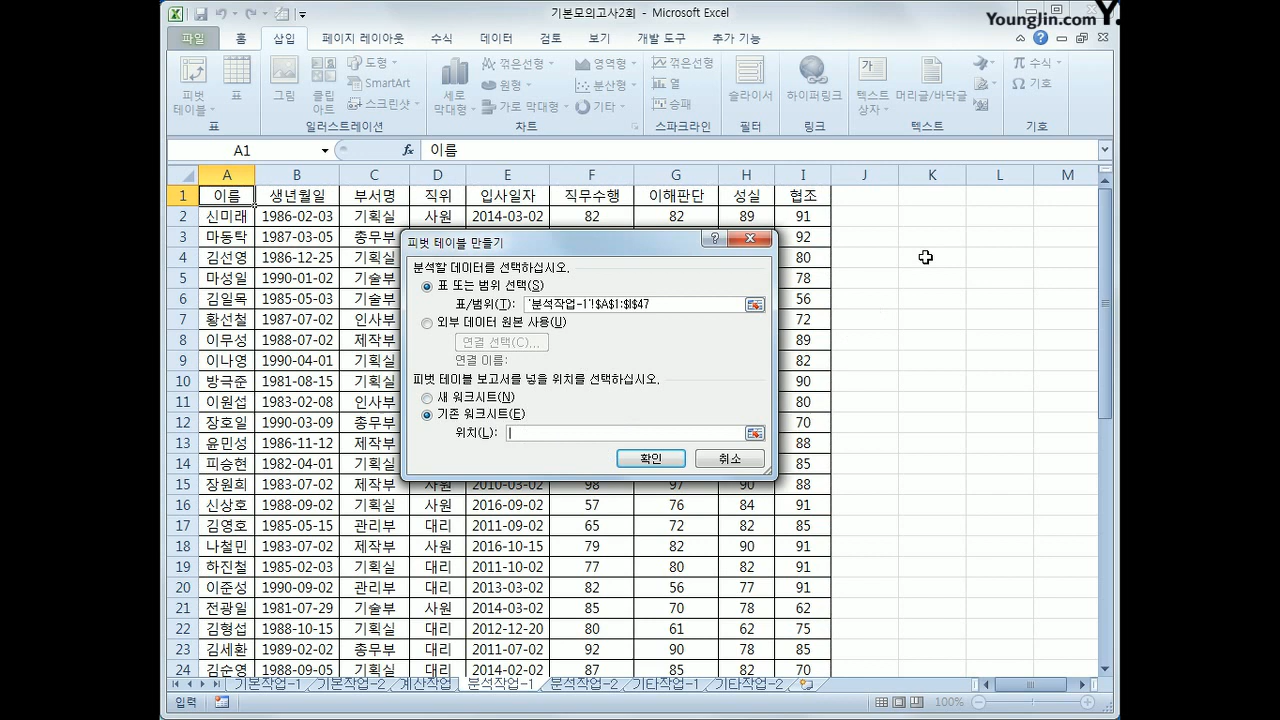 기본모의고사2회 - Microsoft Excel
YoungJin.com Y.
파일 홈 삽입 페이지 레이아웃 수식 데이터 검토 보기 개발 도구 추가 기능
피벗 테이블 표 그림 클립 아트 도형 SmartArt 스크린샷 세로 막대형 꺾은선형 원형 가로 막대형 영역형 분산형 기타 꺾은선형 열 승패 슬라이서 하이퍼링크 텍스트 상자 머리글/바닥글 수식 기호
표 일러스트레이션 차트 스파크라인 필터 링크 텍스트 기호
A1 fx 이름
A B C D E F G H I J K L M
1 이름 생년월일 부서명 직위 입사일자 직무수행 이해판단 성실 협조
2 신미래 1986-02-03 기획실 사원 2014-03-02 82 82 89 91
3 마동탁 1987-03-05 총무부 92
4 김선영 1986-12-25 기획실 80
5 마성일 1990-01-02 기술부 78
6 김일목 1985-05-03 기술부 76
7 황선철 1987-07-02 인사부 72
8 이무성 1988-07-02 제작부 89
9 이나영 1990-04-01 기획실 82
10 방극준 1981-08-15 기획실 90
11 이원섭 1983-02-08 인사부 80
12 장호일 1990-03-09 총무부 70
13 윤민성 1986-11-12 제작부 88
14 피승현 1982-04-01 기획실 85
15 장원희 1983-07-02 제작부 사원 2010-03-02 98 97 90 88
16 신상호 1988-09-02 기획실 사원 2016-09-02 57 76 84 91
17 김영호 1985-05-15 관리부 대리 2011-09-02 65 72 82 85
18 나철민 1983-07-02 제작부 사원 2016-10-15 79 82 90 91
19 하진철 1985-02-03 기획실 대리 2011-10-02 77 80 82 91
20 이준성 1990-09-02 관리부 대리 2013-03-02 82 56 77 91
21 전광일 1981-07-29 기술부 사원 2014-03-02 85 70 78 62
22 김형섭 1988-10-15 기획실 대리 2012-12-20 80 61 62 75
23 김세환 1989-02-02 총무부 대리 2011-07-02 92 90 78 85
24 김순영 1988-09-05 기획실 대리 2014-02-02 87 85 82 70
피벗 테이블 만들기
분석할 데이터를 선택하십시오.
표 또는 범위 선택(S)
표/범위(T): '분석작업-1'!$A$1:$I$47
외부 데이터 원본 사용(U)
연결 선택(C)...
연결 이름:
피벗 테이블 보고서를 넣을 위치를 선택하십시오.
새 워크시트(N)
기존 워크시트(E)
위치(L):
확인 취소
기본작업-1 기본작업-2 계산작업 분석작업-1 분석작업-2 기타작업-1 기타작업-2
입력 100%